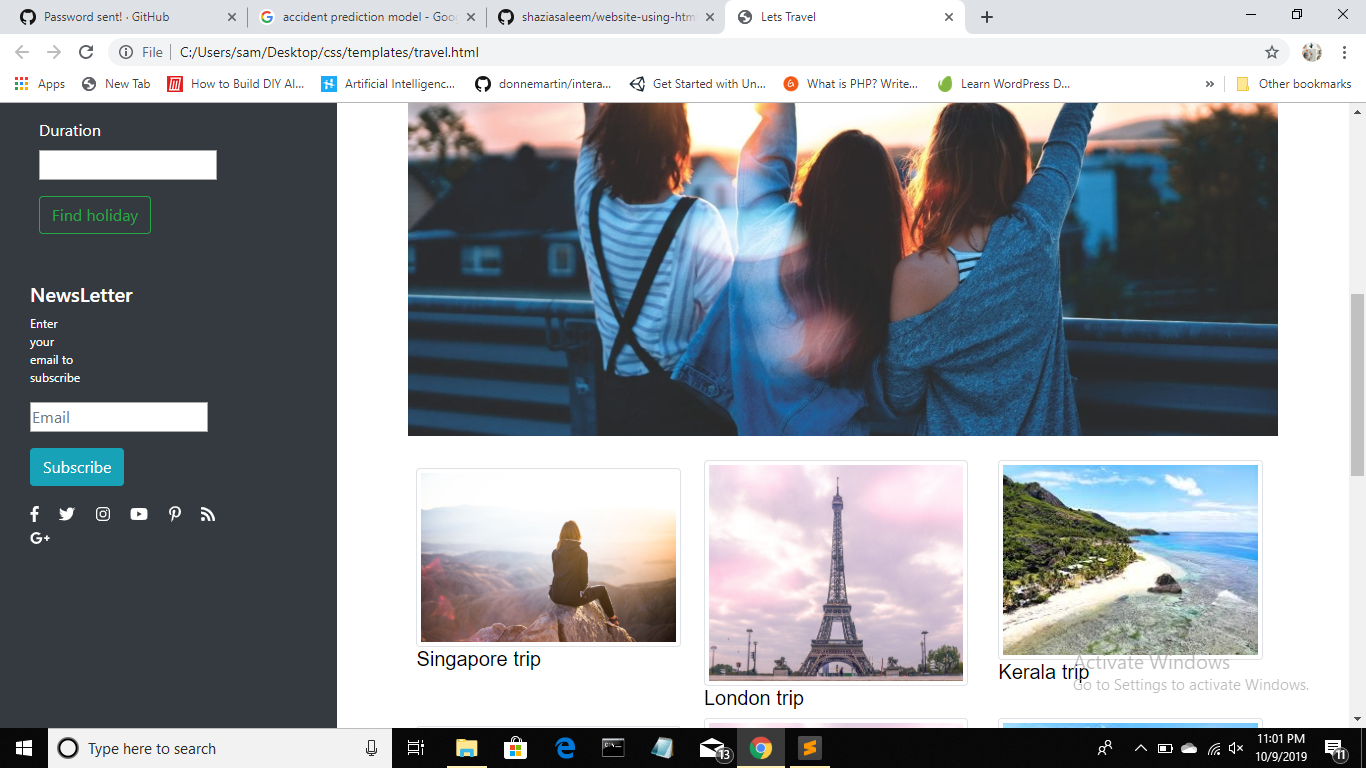 Password sent! · GitHub
accident prediction model - Goo
shaziasaleem/website-using-htm
Lets Travel
File
C:/Users/sam/Desktop/css/templates/travel.html
Apps
New Tab
How to Build DIY AI...
Artificial Intelligenc...
donnemartin/intera...
Get Started with Un...
What is PHP? Write...
Learn WordPress D...
»
Other bookmarks
Duration
Find holiday
NewsLetter
Enter
your
email to
subscribe
Email
Subscribe
Singapore trip
London trip
Kerala trip
Activate Windows
Go to Settings to activate Windows.
Type here to search
13
11:01 PM
10/9/2019
11